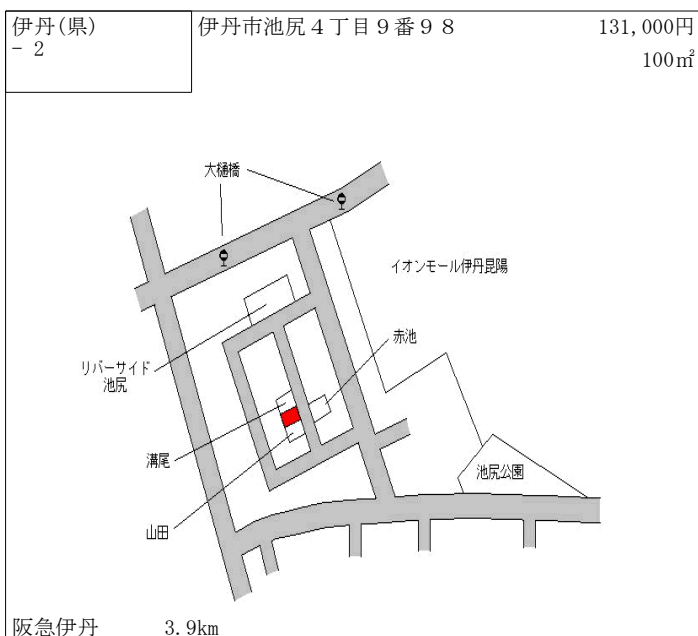 伊丹(県)
- 2
伊丹市池尻４丁目９番９８
131,000円
100㎡
大樋橋
イオンモール伊丹昆陽
赤池
リバーサイド
池尻
溝尾
池尻公園
山田
阪急伊丹 3.9km